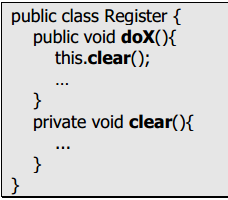 public class Register {
public void doX(){
this.clear();
...
}
private void clear(){
...
}
}